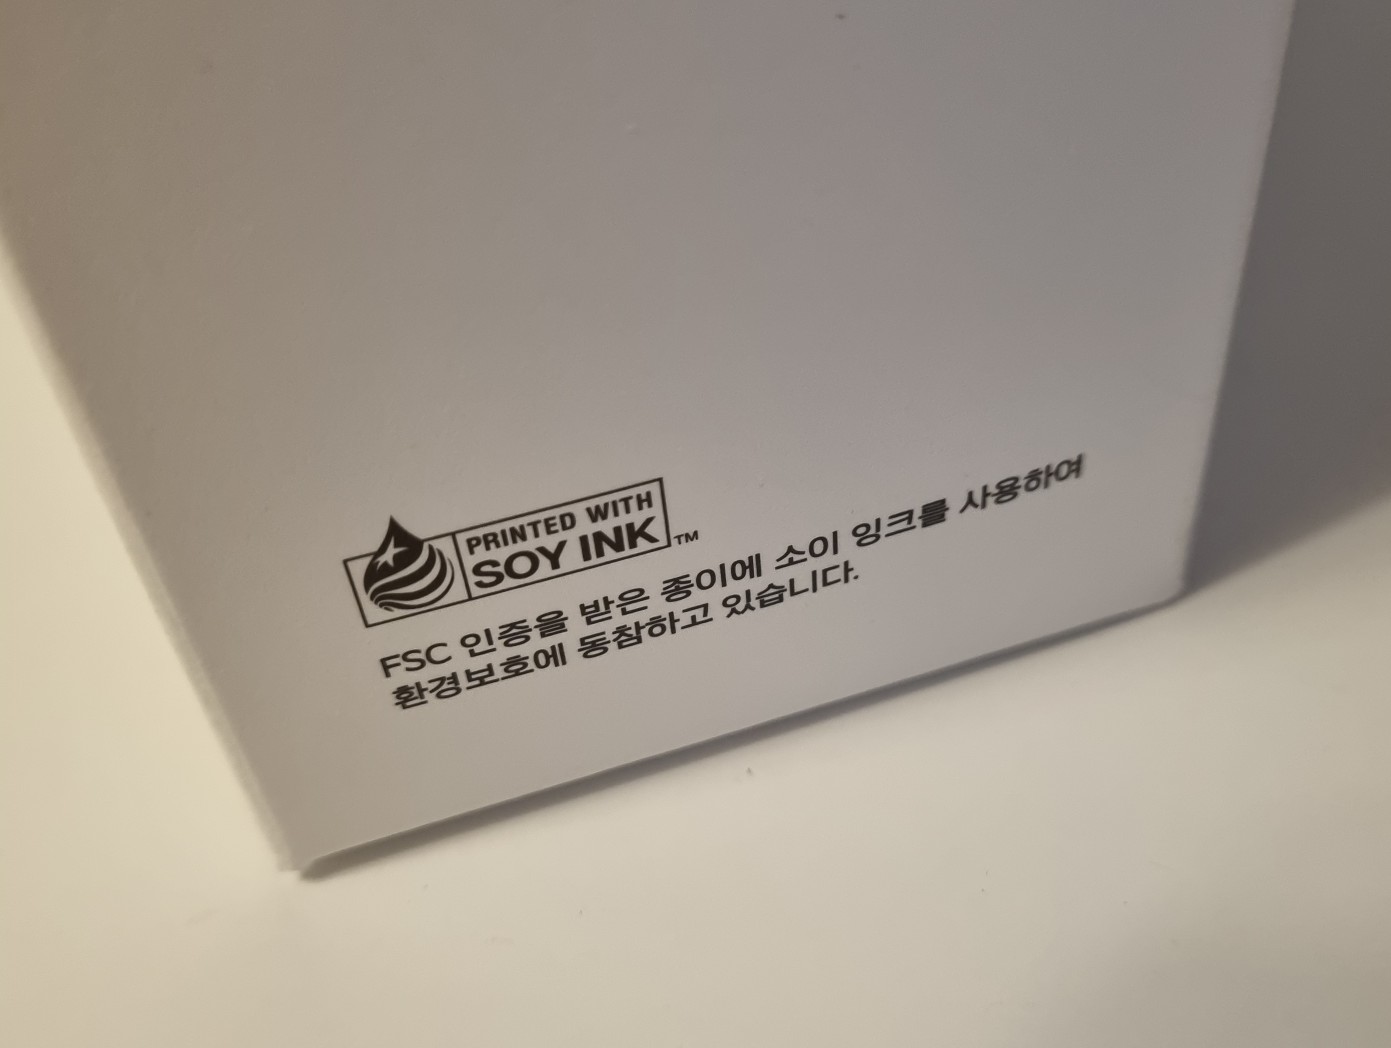 PRINTED WITH
SOY INK™
FSC 인증을 받은 종이에 소이 잉크를 사용하여
환경보호에 동참하고 있습니다.